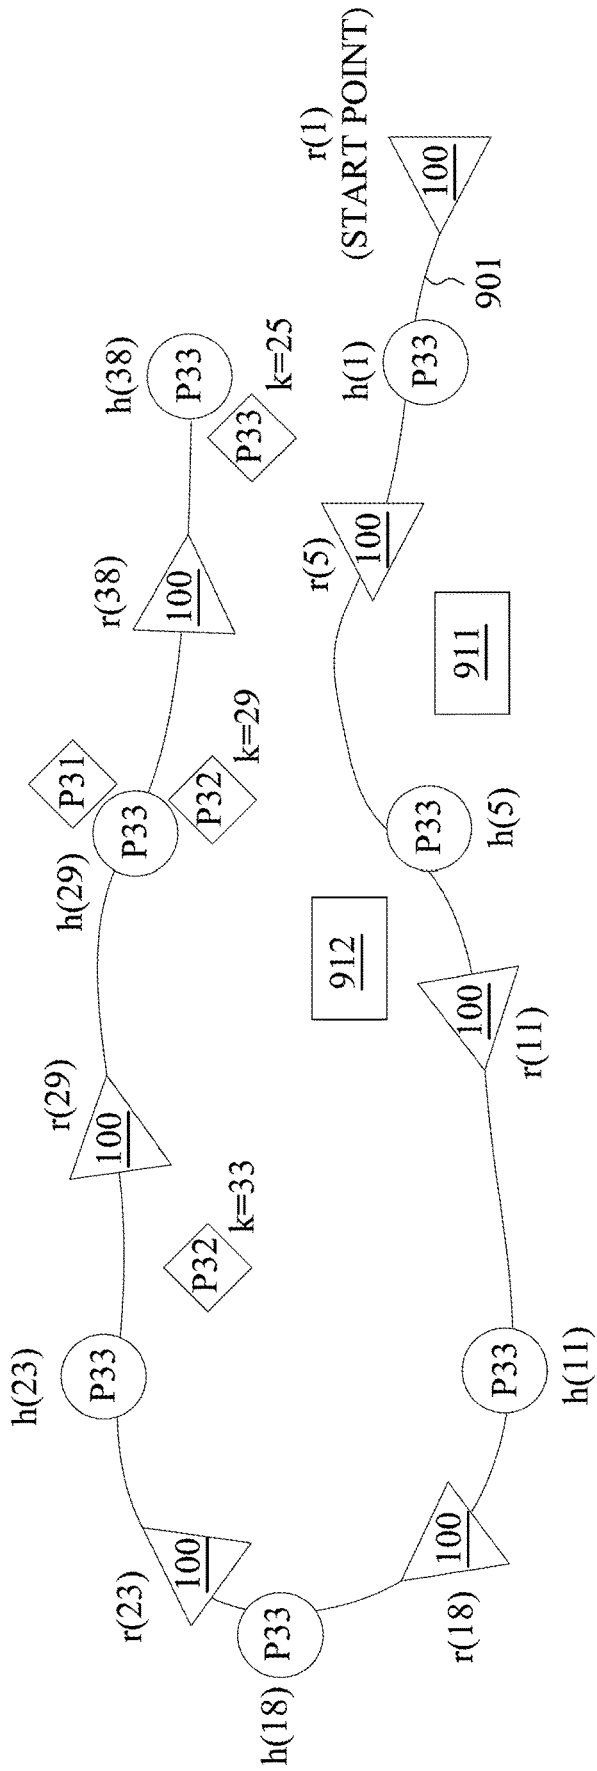 r(1)
(START POINT)
100
901
h(1)
P33
r(5)
100
911
h(5)
P33
912
r(11)
100
h(11)
P33
r(18)
100
h(18)
P33
r(23)
100
h(23)
P33
P32
k=33
r(29)
100
h(29)
P33
P31
P32
k=29
r(38)
100
h(38)
P33
P33
k=25